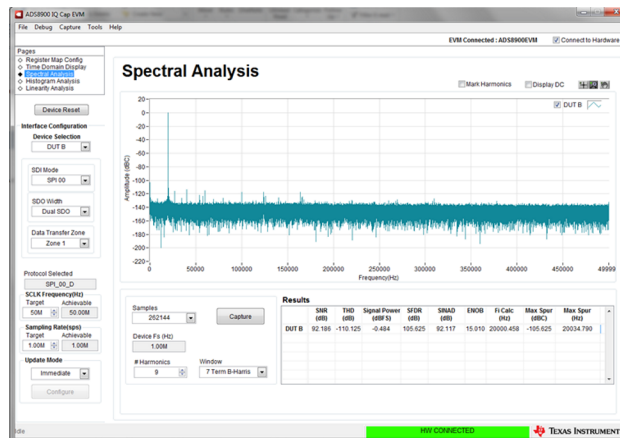 ADS8900 IQ Cap EVM
File Debug Capture Tools Help
EVM Connected : ADS8900EVM Connect to Hardware
Pages
Register Map Config
Time Domain Display
Spectral Analysis
Histogram Analysis
Linearity Analysis
Device Reset
Interface Configuration
Device Selection
DUT B
SDI Mode
SPI 00
SDO Width
Dual SDO
Data Transfer Zone
Zone 1
Protocol Selected
SPI_00_D
SCLK Frequency(Hz)
Target Achievable
50M 50.00M
Sampling Rate(sps)
Target Achievable
1.00M 1.00M
Update Mode
Immediate
Configure
Spectral Analysis
Mark Harmonics Display DC
DUT B
Amplitude (dBC)
20
0
-20
-40
-60
-80
-100
-120
-140
-160
-180
-200
-220
0 50000 100000 150000 200000 250000 300000 350000 400000 450000 49999
Frequency(Hz)
Samples
262144
Capture
Device Fs (Hz)
1.00M
# Harmonics Window
9 7 Term B-Harris
Results
SNR (dB) THD (dB) Signal Power (dBFS) SFDR (dB) SINAD (dB) ENOB Fi Calc (Hz) Max Spur (dBC) Max Spur (Hz)
DUT B 92.186 -110.125 -0.484 105.625 92.117 15.010 20000.458 -105.625 20034.790
Idle
HW CONNECTED
TEXAS INSTRUMENT